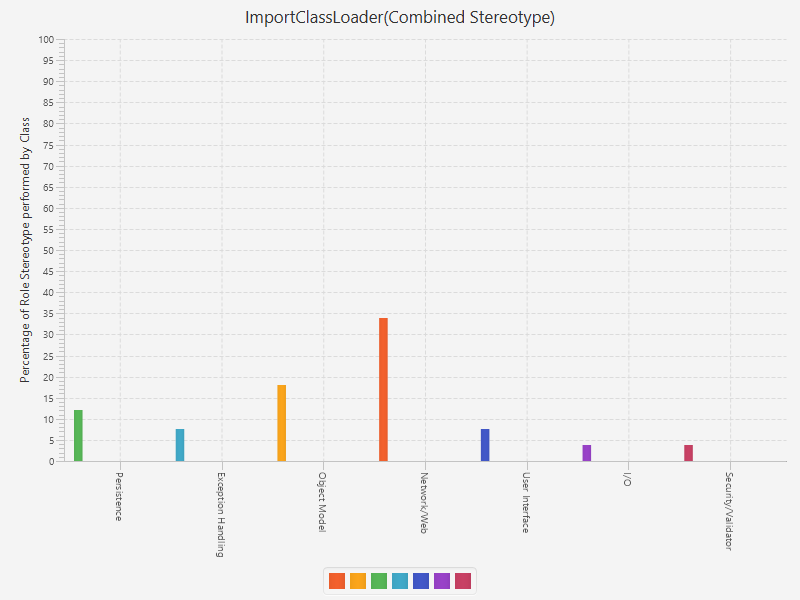 ImportClassLoader(Combined Stereotype)
Percentage of Role Stereotype performed by Class
100
95
90
85
80
75
70
65
60
55
50
45
40
35
30
25
20
15
10
5
0
Persistence
Exception Handling
Object Model
Network/Web
User Interface
I/O
Security/Validator